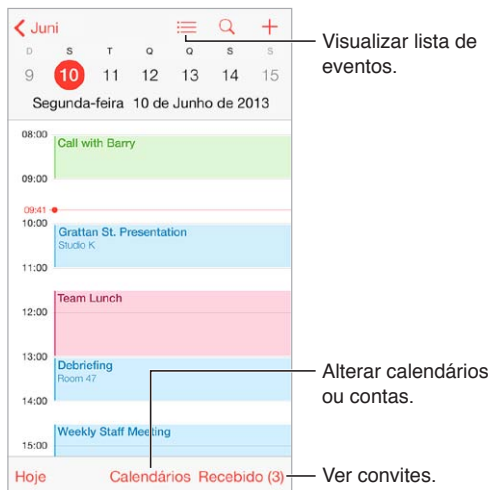 Juni
D S T Q Q S S
9 10 11 12 13 14 15
Segunda-feira 10 de Junho de 2013
08:00
Call with Barry
09:00
09:41
10:00
Grattan St. Presentation
Studio K
11:00
Team Lunch
12:00
13:00
Debriefing
Room 47
14:00
Weekly Staff Meeting
15:00
Hoje Calendários Recebido (3)
Visualizar lista de
eventos.
Alterar calendários
ou contas.
Ver convites.